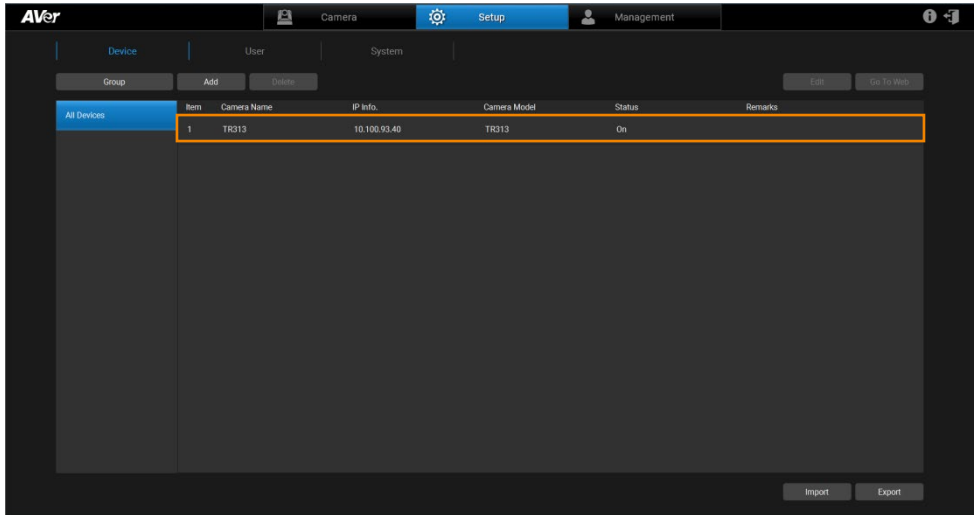 AVer Camera Setup Management
Device User System
Group Add Delete Edit Go To Web
All Devices
Item Camera Name IP Info. Camera Model Status Remarks
1 TR313 10.100.93.40 TR313 On
Import Export